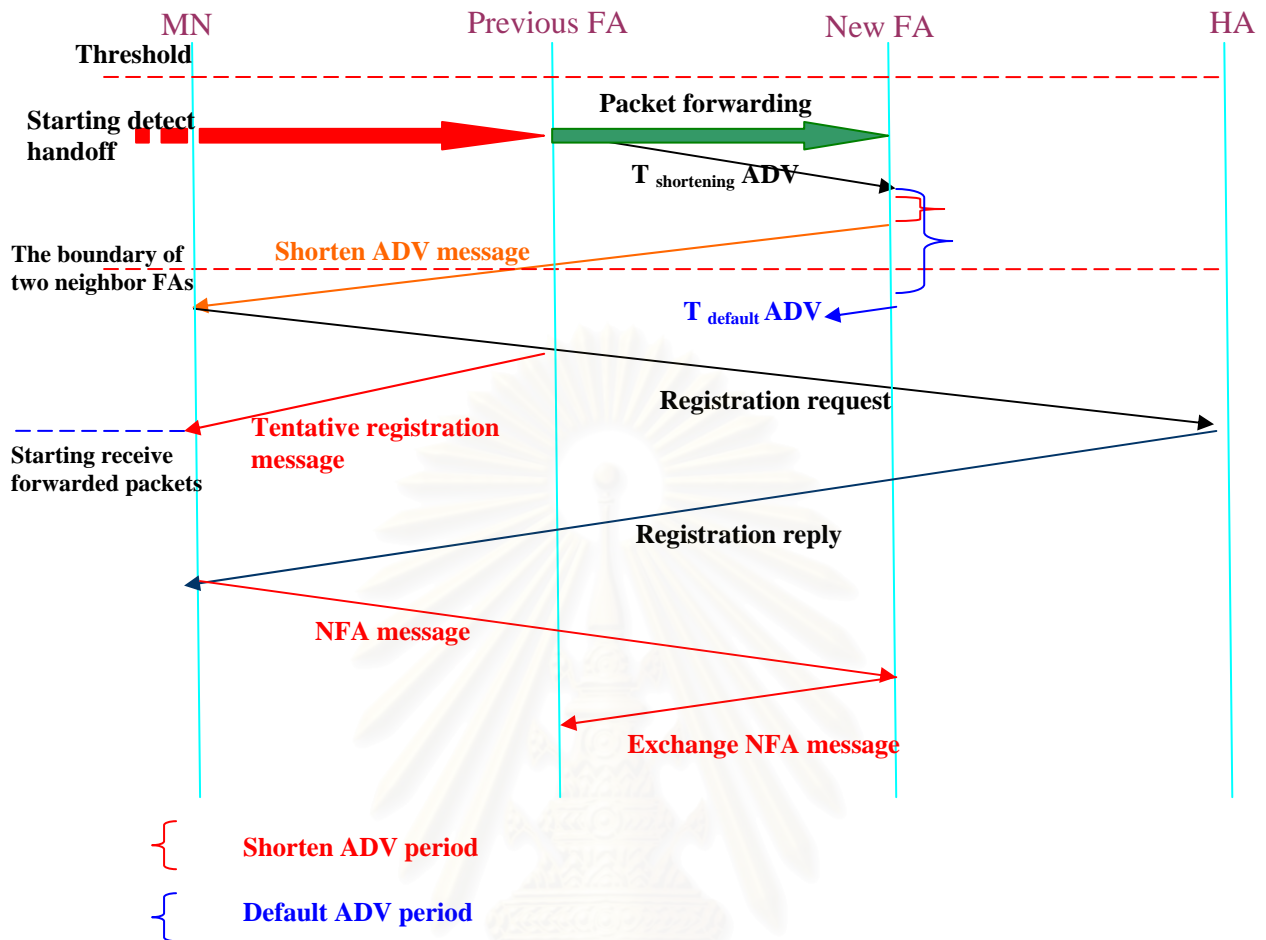 MN
Previous FA
New FA
HA
Threshold
Packet forwarding
Starting detect
handoff
T shortening ADV
Shorten ADV message
The boundary of
two neighbor FAs
T default ADV
Registration request
Tentative registration
message
Starting receive
forwarded packets
Registration reply
NFA message
Exchange NFA message
Shorten ADV period
Default ADV period